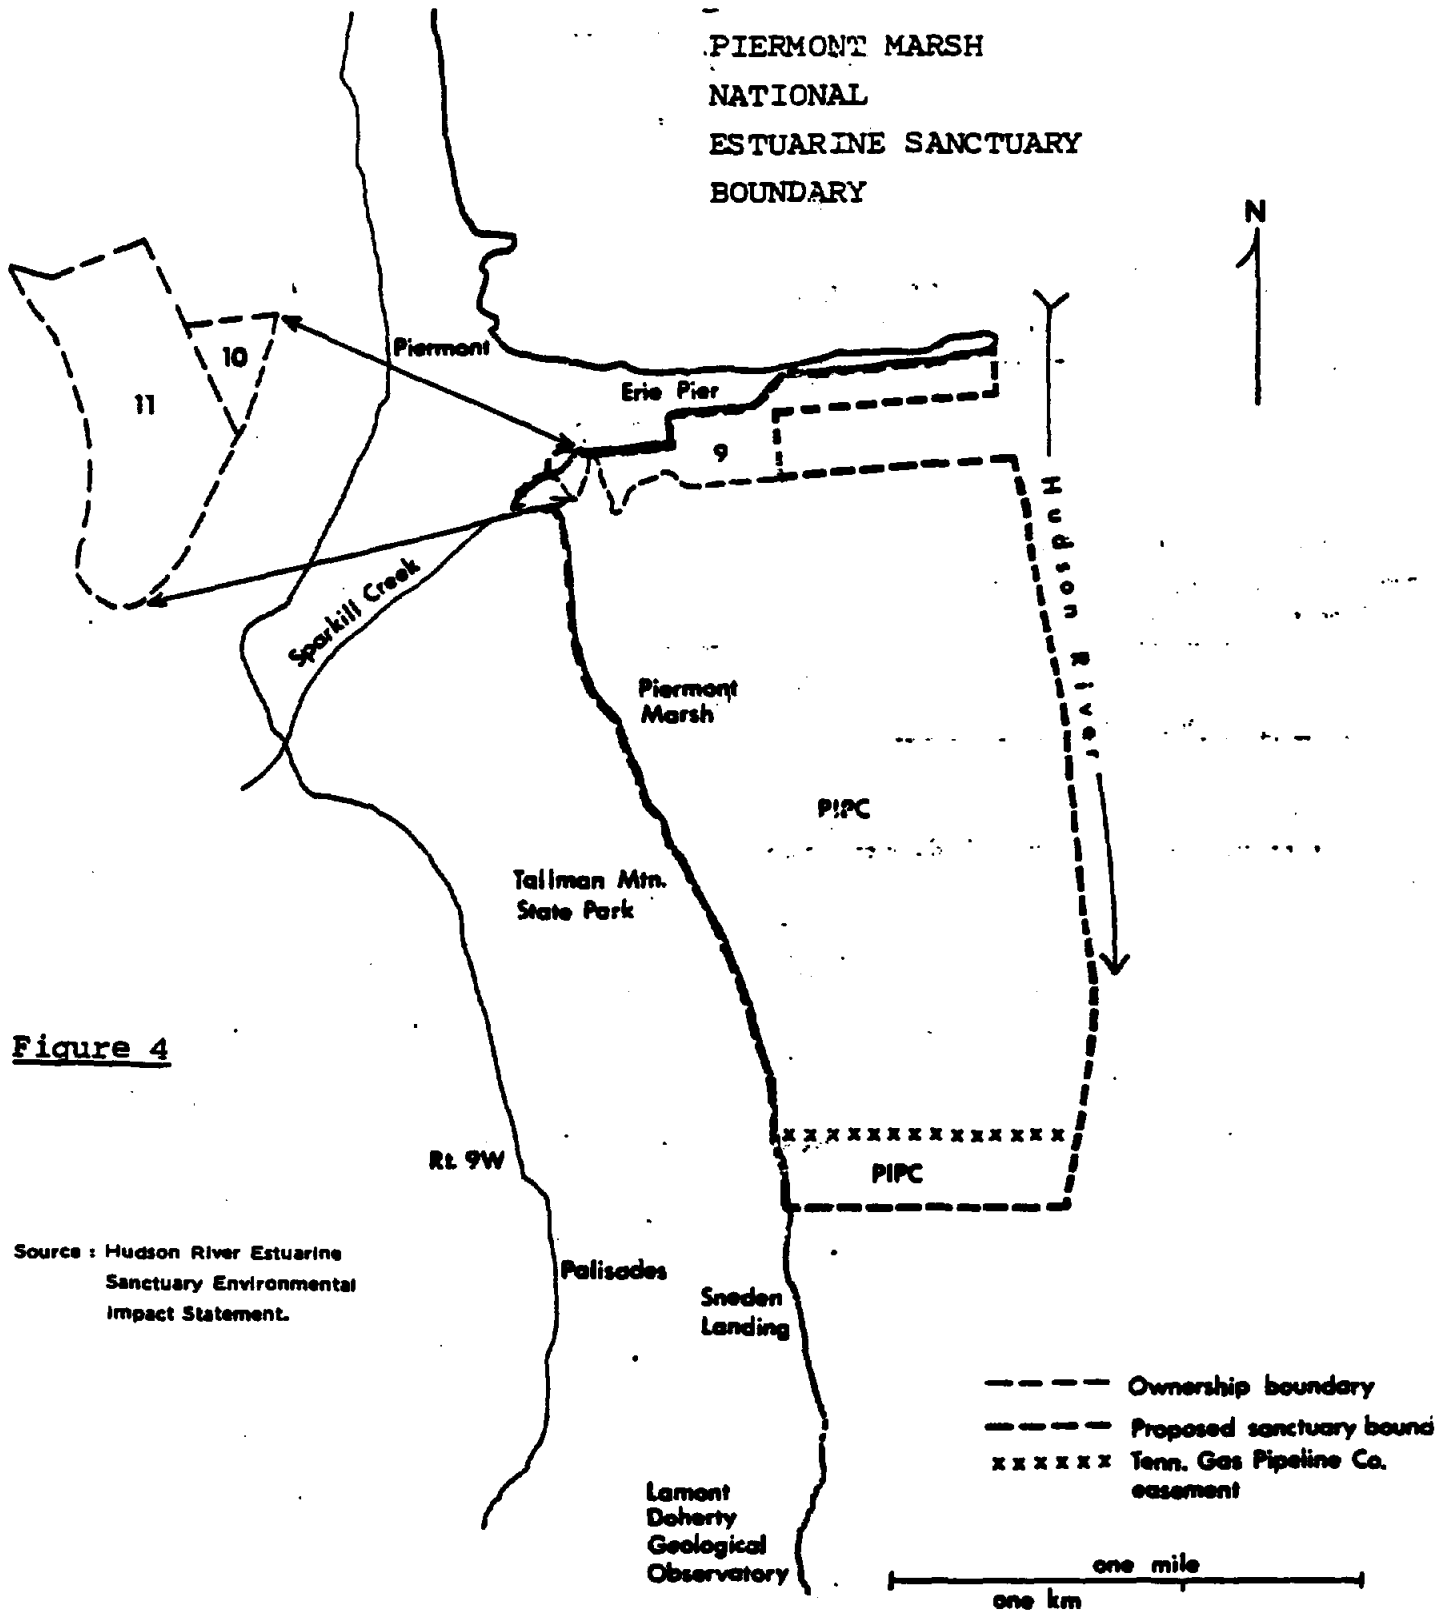 PIERMONT MARSH
NATIONAL
ESTUARINE SANCTUARY
BOUNDARY
N
10
11
Piermont
Erie Pier
9
Hudson River
Sparkill Creek
Piermont
Marsh
PIPC
Tallman Mtn.
State Park
Figure 4
Rt. 9W
PIPC
Source : Hudson River Estuarine
Sanctuary Environmental
Impact Statement.
Palisades
Sneden
Landing
Ownership boundary
Proposed sanctuary bound
x x x x x x Tenn. Gas Pipeline Co.
easement
Lamont
Doherty
Geological
Observatory
one mile
one km